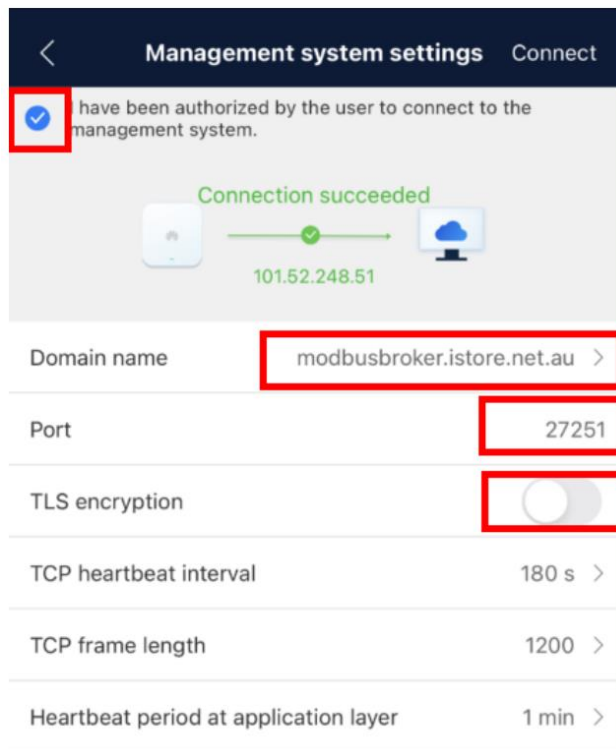 Management system settings Connect
I have been authorized by the user to connect to the
management system.
Connection succeeded
101.52.248.51
Domain name modbusbroker.istore.net.au >
Port 27251
TLS encryption
TCP heartbeat interval 180 s >
TCP frame length 1200 >
Heartbeat period at application layer 1 min >